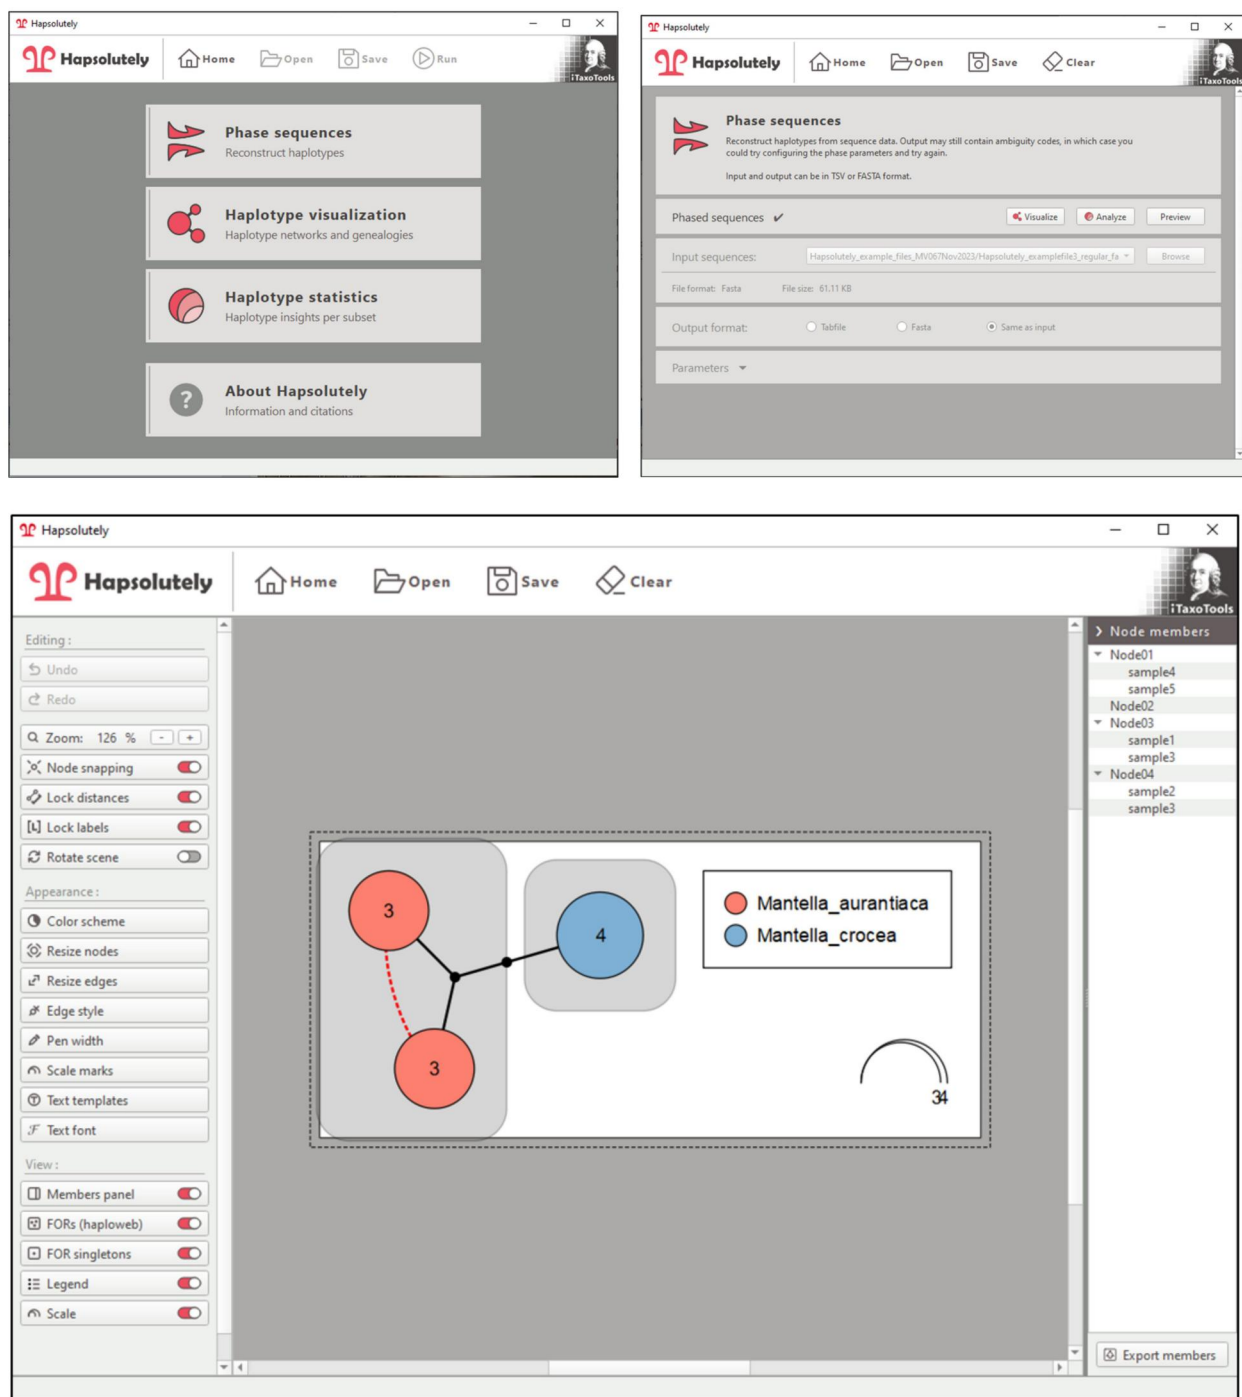 Hapsolutely
Hapsolutely Home Open Save Run
iTaxoTools
Phase sequences
Reconstruct haplotypes
Haplotype visualization
Haplotype networks and genealogies
Haplotype statistics
Haplotype insights per subset
?
About Hapsolutely
Information and citations
Hapsolutely
Hapsolutely Home Open Save Clear
iTaxoTools
Phase sequences
Reconstruct haplotypes from sequence data. Output may still contain ambiguity codes, in which case you
could try configuring the phase parameters and try again.
Input and output can be in TSV or FASTA format.
Phased sequences ✔ Visualize Analyze Preview
Input sequences: Hapsolutely_example_files_MV067Nov2023/Hapsolutely_examplefile3_regular_fa Browse
File format: Fasta File size: 61.11 KB
Output format: Tabfile Fasta Same as input
Parameters
Hapsolutely
Hapsolutely Home Open Save Clear
iTaxoTools
Editing :
Undo
Redo
Zoom: 126 % - +
Node snapping
Lock distances
Lock labels
Rotate scene
Appearance :
Color scheme
Resize nodes
Resize edges
Edge style
Pen width
Scale marks
Text templates
Text font
View :
Members panel
FORs (haploweb)
FOR singletons
Legend
Scale
3
4
3
Mantella_aurantiaca
Mantella_crocea
34
Node members
Node01
sample4
sample5
Node02
Node03
sample1
sample3
Node04
sample2
sample3
Export members